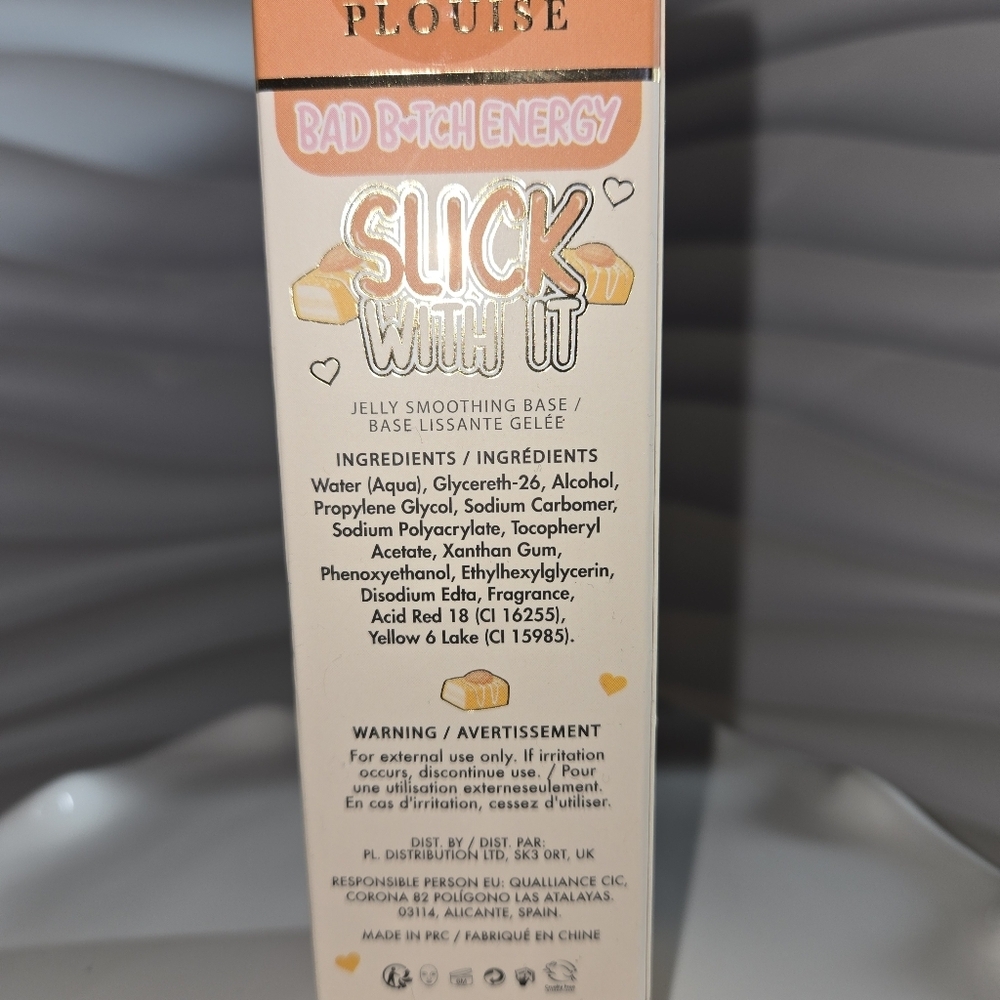 PLOUISE
BAD B♥TCH ENERGY
SLICK
WITH IT
JELLY SMOOTHING BASE /
BASE LISSANTE GELÉE
INGREDIENTS / INGRÉDIENTS
Water (Aqua), Glycereth-26, Alcohol,
Propylene Glycol, Sodium Carbomer,
Sodium Polyacrylate, Tocopheryl
Acetate, Xanthan Gum,
Phenoxyethanol, Ethylhexylglycerin,
Disodium Edta, Fragrance,
Acid Red 18 (CI 16255),
Yellow 6 Lake (CI 15985).
WARNING / AVERTISSEMENT
For external use only. If irritation
occurs, discontinue use. / Pour
une utilisation externeseulement.
En cas d'irritation, cessez d'utiliser.
DIST. BY / DIST. PAR:
PL. DISTRIBUTION LTD, SK3 0RT, UK
RESPONSIBLE PERSON EU: QUALLIANCE CIC,
CORONA 82 POLÍGONO LAS ATALAYAS.
03114, ALICANTE, SPAIN.
MADE IN PRC / FABRIQUÉ EN CHINE